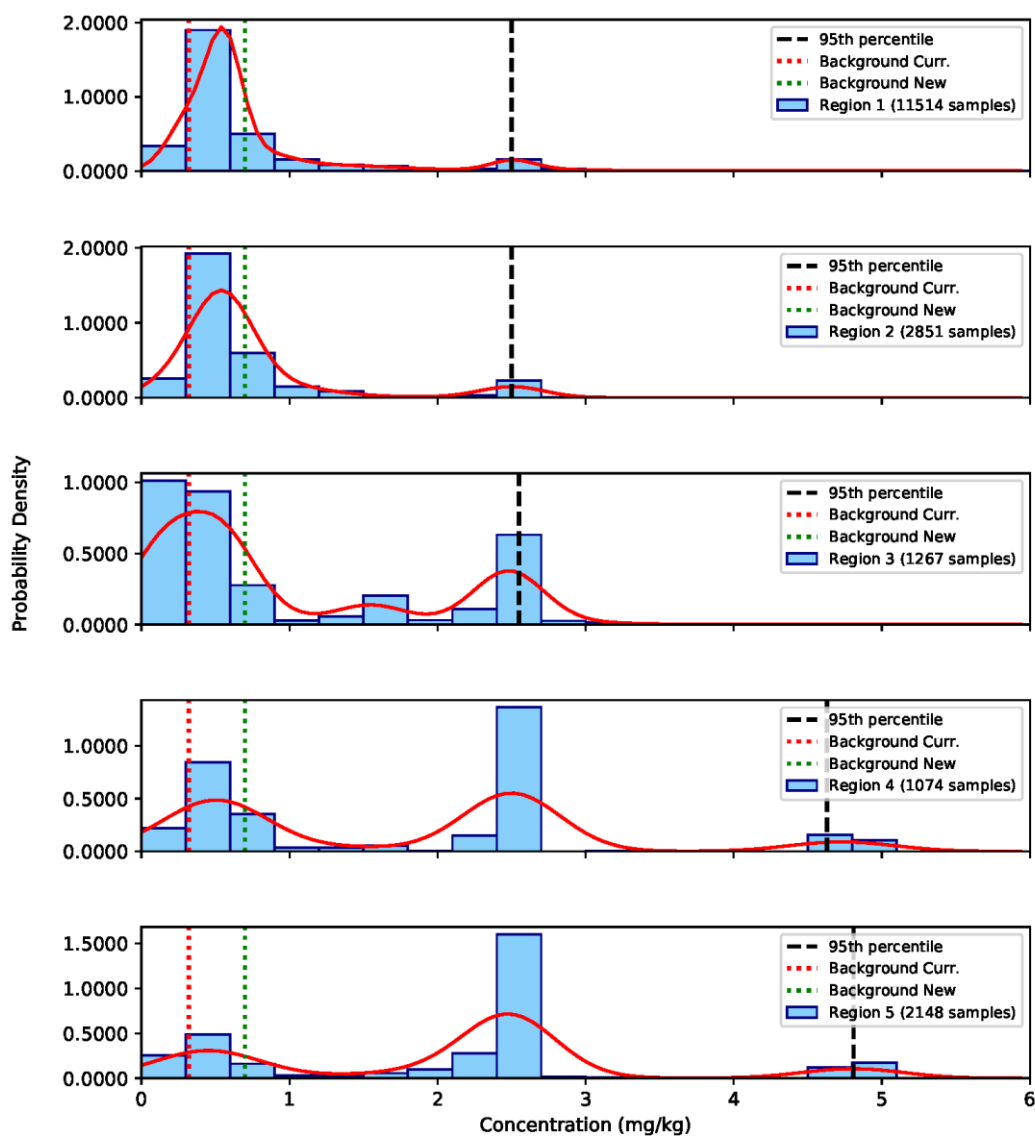 2.0000
1.0000
0.0000
95th percentile
Background Curr.
Background New
Region 1 (11514 samples)
2.0000
1.0000
0.0000
95th percentile
Background Curr.
Background New
Region 2 (2851 samples)
Probability Density
1.0000
0.5000
0.0000
95th percentile
Background Curr.
Background New
Region 3 (1267 samples)
1.0000
0.5000
0.0000
95th percentile
Background Curr.
Background New
Region 4 (1074 samples)
1.5000
1.0000
0.5000
0.0000
95th percentile
Background Curr.
Background New
Region 5 (2148 samples)
0 1 2 3 4 5 6
Concentration (mg/kg)